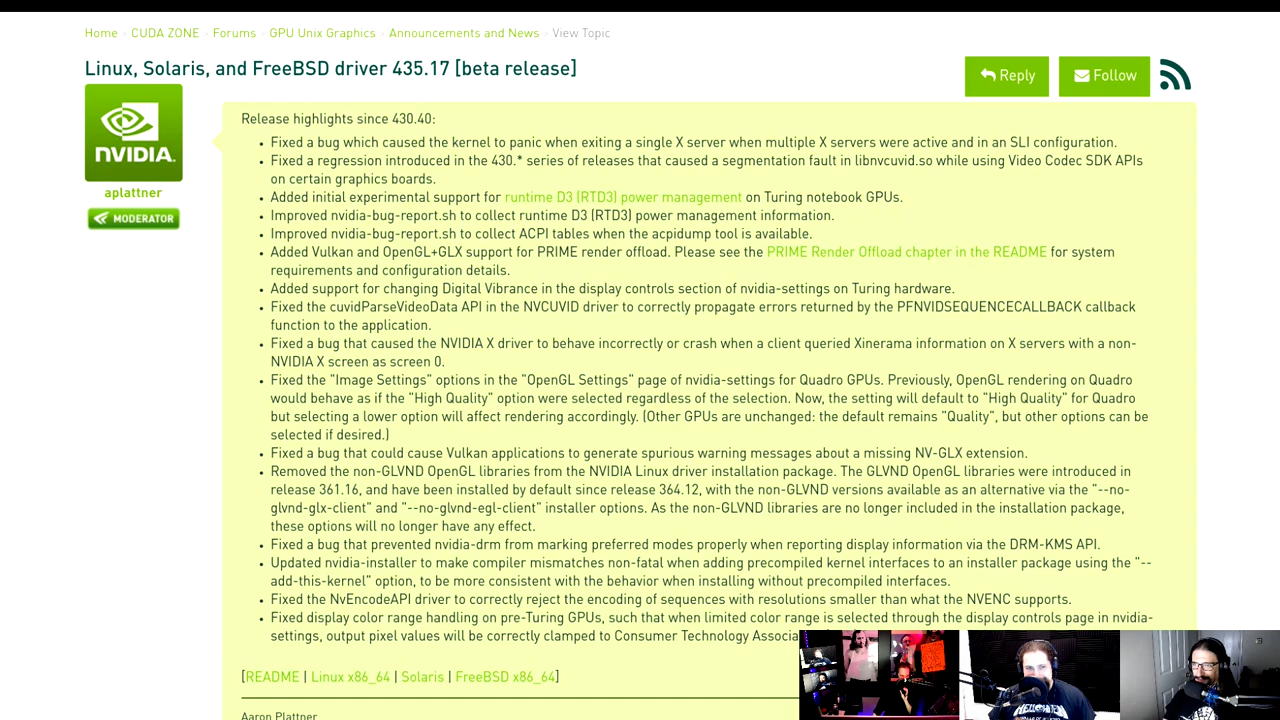 Home · CUDA ZONE · Forums · GPU Unix Graphics · Announcements and News · View Topic
Linux, Solaris, and FreeBSD driver 435.17 [beta release]
Reply
Follow
NVIDIA.
aplattner
MODERATOR
Release highlights since 430.40:
• Fixed a bug which caused the kernel to panic when exiting a single X server when multiple X servers were active and in an SLI configuration.
• Fixed a regression introduced in the 430.* series of releases that caused a segmentation fault in libnvcuvid.so while using Video Codec SDK APIs
on certain graphics boards.
• Added initial experimental support for runtime D3 (RTD3) power management on Turing notebook GPUs.
• Improved nvidia-bug-report.sh to collect runtime D3 (RTD3) power management information.
• Improved nvidia-bug-report.sh to collect ACPI tables when the acpidump tool is available.
• Added Vulkan and OpenGL+GLX support for PRIME render offload. Please see the PRIME Render Offload chapter in the README for system
requirements and configuration details.
• Added support for changing Digital Vibrance in the display controls section of nvidia-settings on Turing hardware.
• Fixed the cuvidParseVideoData API in the NVCUVID driver to correctly propagate errors returned by the PFNVIDSEQUENCECALLBACK callback
function to the application.
• Fixed a bug that caused the NVIDIA X driver to behave incorrectly or crash when a client queried Xinerama information on X servers with a non-
NVIDIA X screen as screen 0.
• Fixed the "Image Settings" options in the "OpenGL Settings" page of nvidia-settings for Quadro GPUs. Previously, OpenGL rendering on Quadro
would behave as if the "High Quality" option were selected regardless of the selection. Now, the setting will default to "High Quality" for Quadro
but selecting a lower option will affect rendering accordingly. (Other GPUs are unchanged: the default remains "Quality", but other options can be
selected if desired.)
• Fixed a bug that could cause Vulkan applications to generate spurious warning messages about a missing NV-GLX extension.
• Removed the non-GLVND OpenGL libraries from the NVIDIA Linux driver installation package. The GLVND OpenGL libraries were introduced in
release 361.16, and have been installed by default since release 364.12, with the non-GLVND versions available as an alternative via the "--no-
glvnd-glx-client" and "--no-glvnd-egl-client" installer options. As the non-GLVND libraries are no longer included in the installation package,
these options will no longer have any effect.
• Fixed a bug that prevented nvidia-drm from marking preferred modes properly when reporting display information via the DRM-KMS API.
• Updated nvidia-installer to make compiler mismatches non-fatal when adding precompiled kernel interfaces to an installer package using the "--
add-this-kernel" option, to be more consistent with the behavior when installing without precompiled interfaces.
• Fixed the NvEncodeAPI driver to correctly reject the encoding of sequences with resolutions smaller than what the NVENC supports.
• Fixed display color range handling on pre-Turing GPUs, such that when limited color range is selected through the display controls page in nvidia-
settings, output pixel values will be correctly clamped to Consumer Technology Associa
[README | Linux x86_64 | Solaris | FreeBSD x86_64]
Aaron Plattner